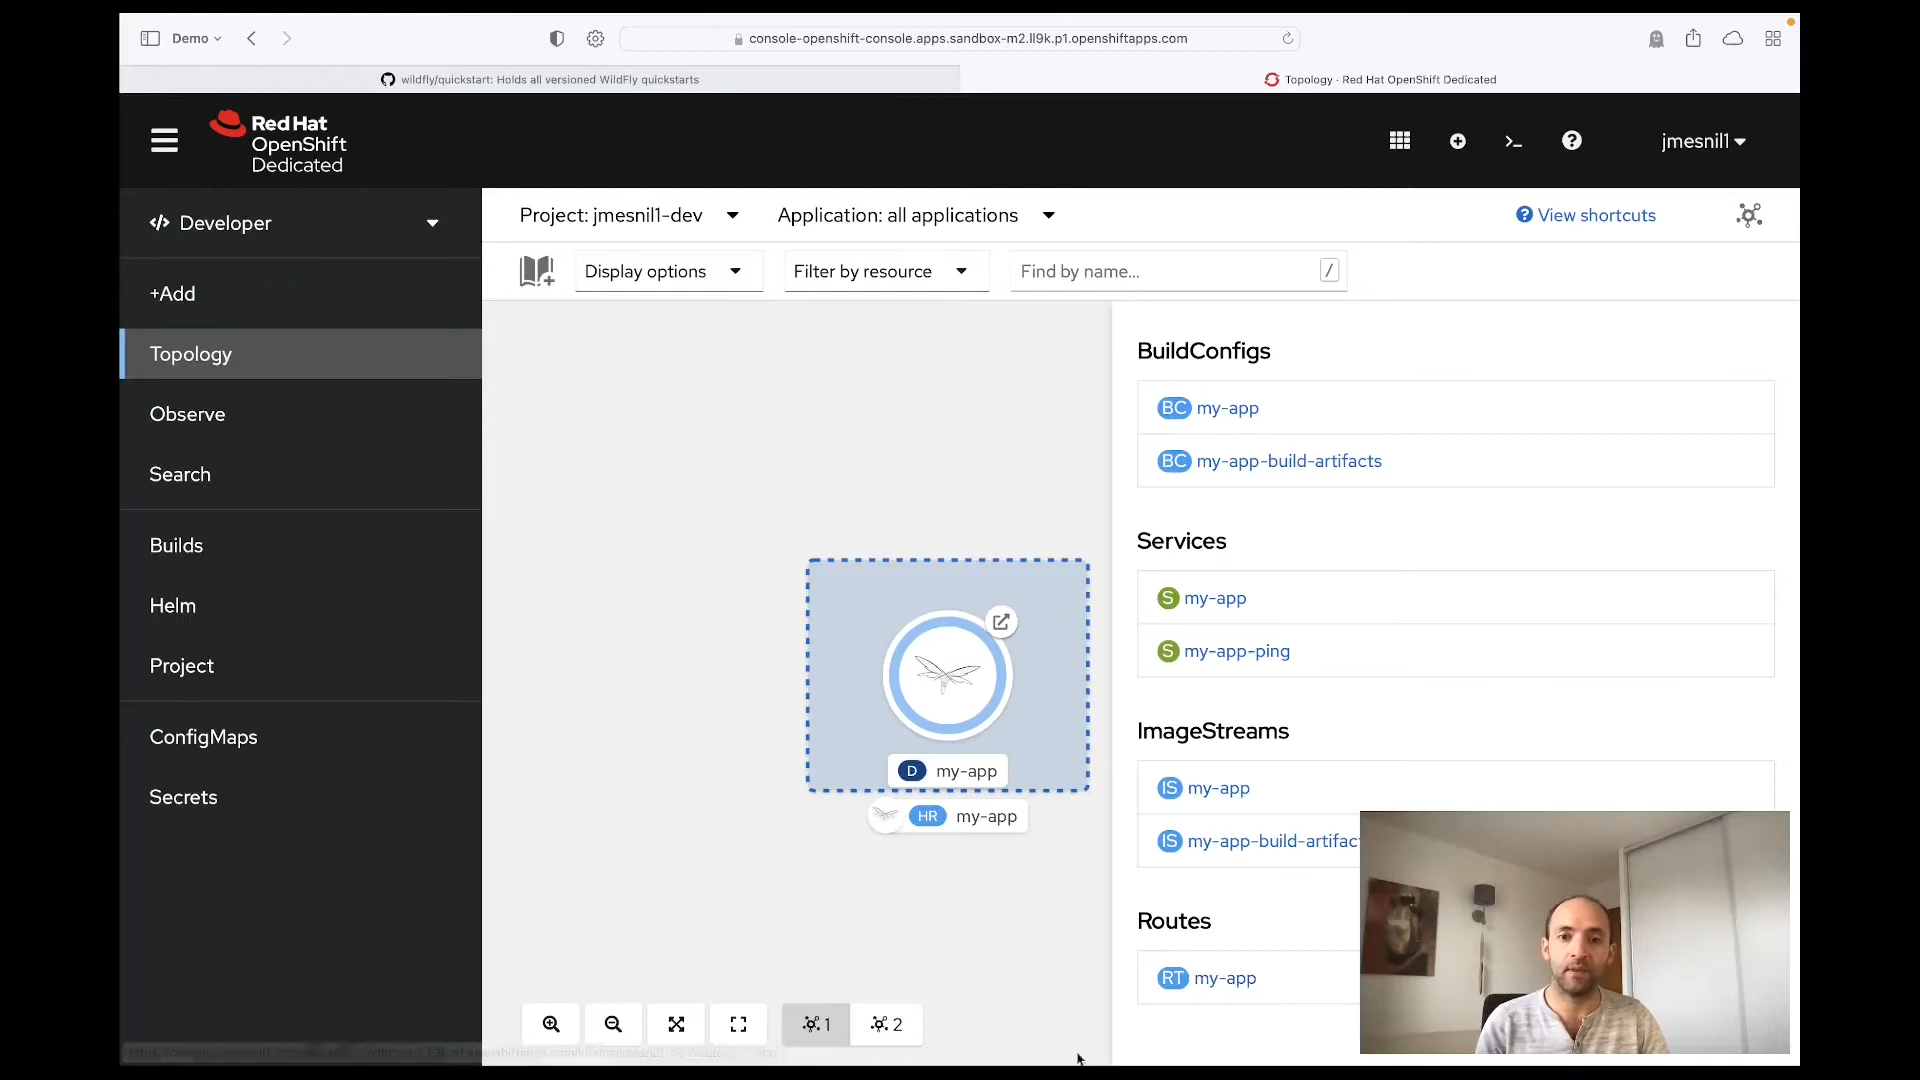 Demo
console-openshift-console.apps.sandbox-m2.ll9k.p1.openshiftapps.com
wildfly/quickstart: Holds all versioned WildFly quickstarts
Topology · Red Hat OpenShift Dedicated
Red Hat
OpenShift
Dedicated
jmesnil1
Developer
Project: jmesnil1-dev
Application: all applications
View shortcuts
Display options
Filter by resource
Find by name...
/
+Add
Topology
Observe
Search
Builds
Helm
Project
ConfigMaps
Secrets
D my-app
HR my-app
1
2
BuildConfigs
BC my-app
BC my-app-build-artifacts
Services
S my-app
S my-app-ping
ImageStreams
IS my-app
IS my-app-build-artifac
Routes
RT my-app